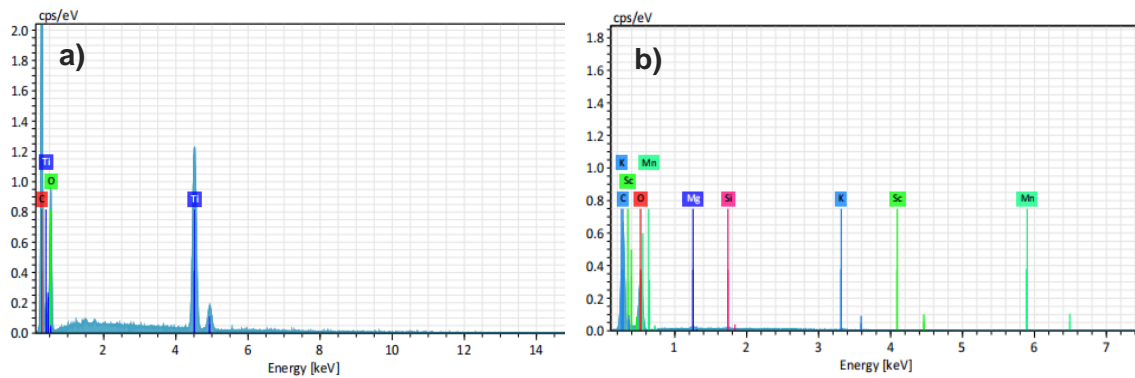 cps/eV
a)
2.0
1.8
1.6
1.4
1.2
1.0
0.8
0.6
0.4
0.2
0.0
Ti
O
C
Ti
2 4 6 8 10 12 14
Energy [keV]
cps/eV
b)
1.8
1.6
1.4
1.2
1.0
0.8
0.6
0.4
0.2
0.0
K Mn
Sc
C O Mg Si K Sc Mn
1 2 3 4 5 6 7
Energy [keV]